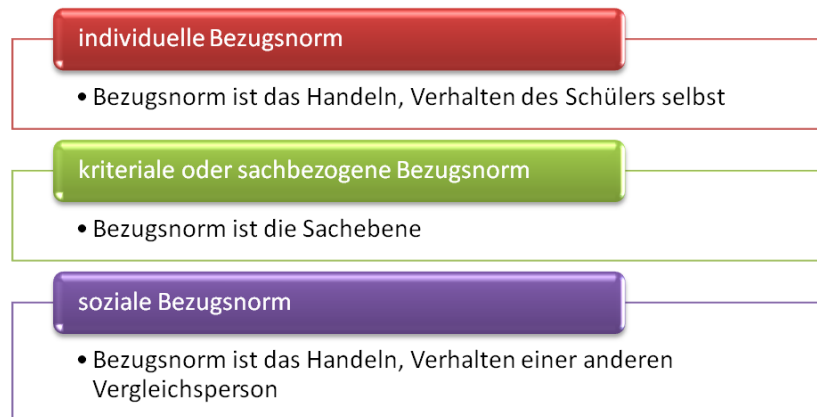 individuelle Bezugsnorm
• Bezugsnorm ist das Handeln, Verhalten des Schülers selbst
kriteriale oder sachbezogene Bezugsnorm
• Bezugsnorm ist die Sachebene
soziale Bezugsnorm
• Bezugsnorm ist das Handeln, Verhalten einer anderen
Vergleichsperson